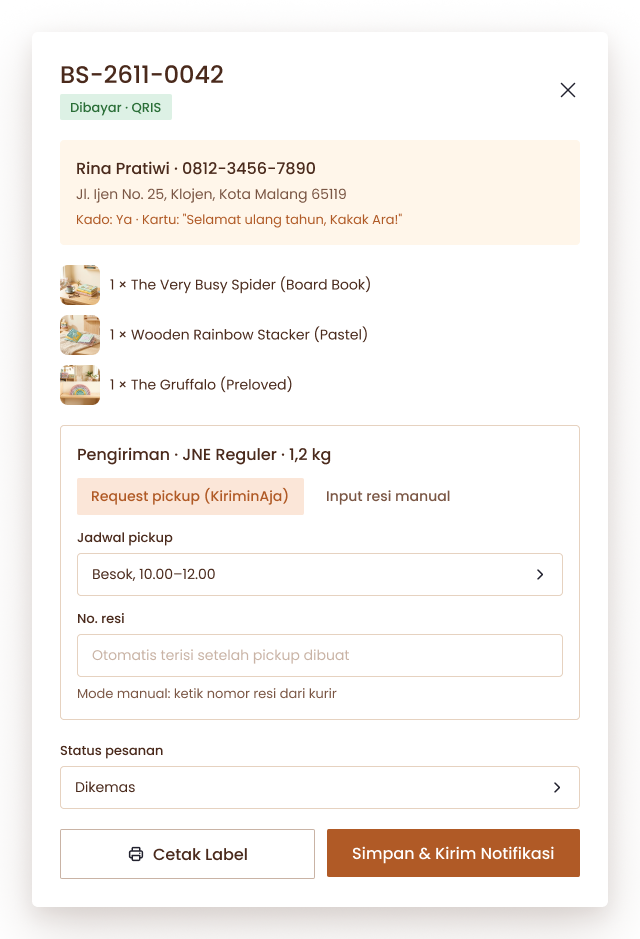 BS-2611-0042
Dibayar · QRIS
Rina Pratiwi · 0812-3456-7890
Jl. Ijen No. 25, Klojen, Kota Malang 65119
Kado: Ya · Kartu: "Selamat ulang tahun, Kakak Ara!"
1 × The Very Busy Spider (Board Book)
1 × Wooden Rainbow Stacker (Pastel)
1 × The Gruffalo (Preloved)
Pengiriman · JNE Reguler · 1,2 kg
Request pickup (KiriminAja)
Input resi manual
Jadwal pickup
Besok, 10.00–12.00
No. resi
Otomatis terisi setelah pickup dibuat
Mode manual: ketik nomor resi dari kurir
Status pesanan
Dikemas
Cetak Label
Simpan & Kirim Notifikasi